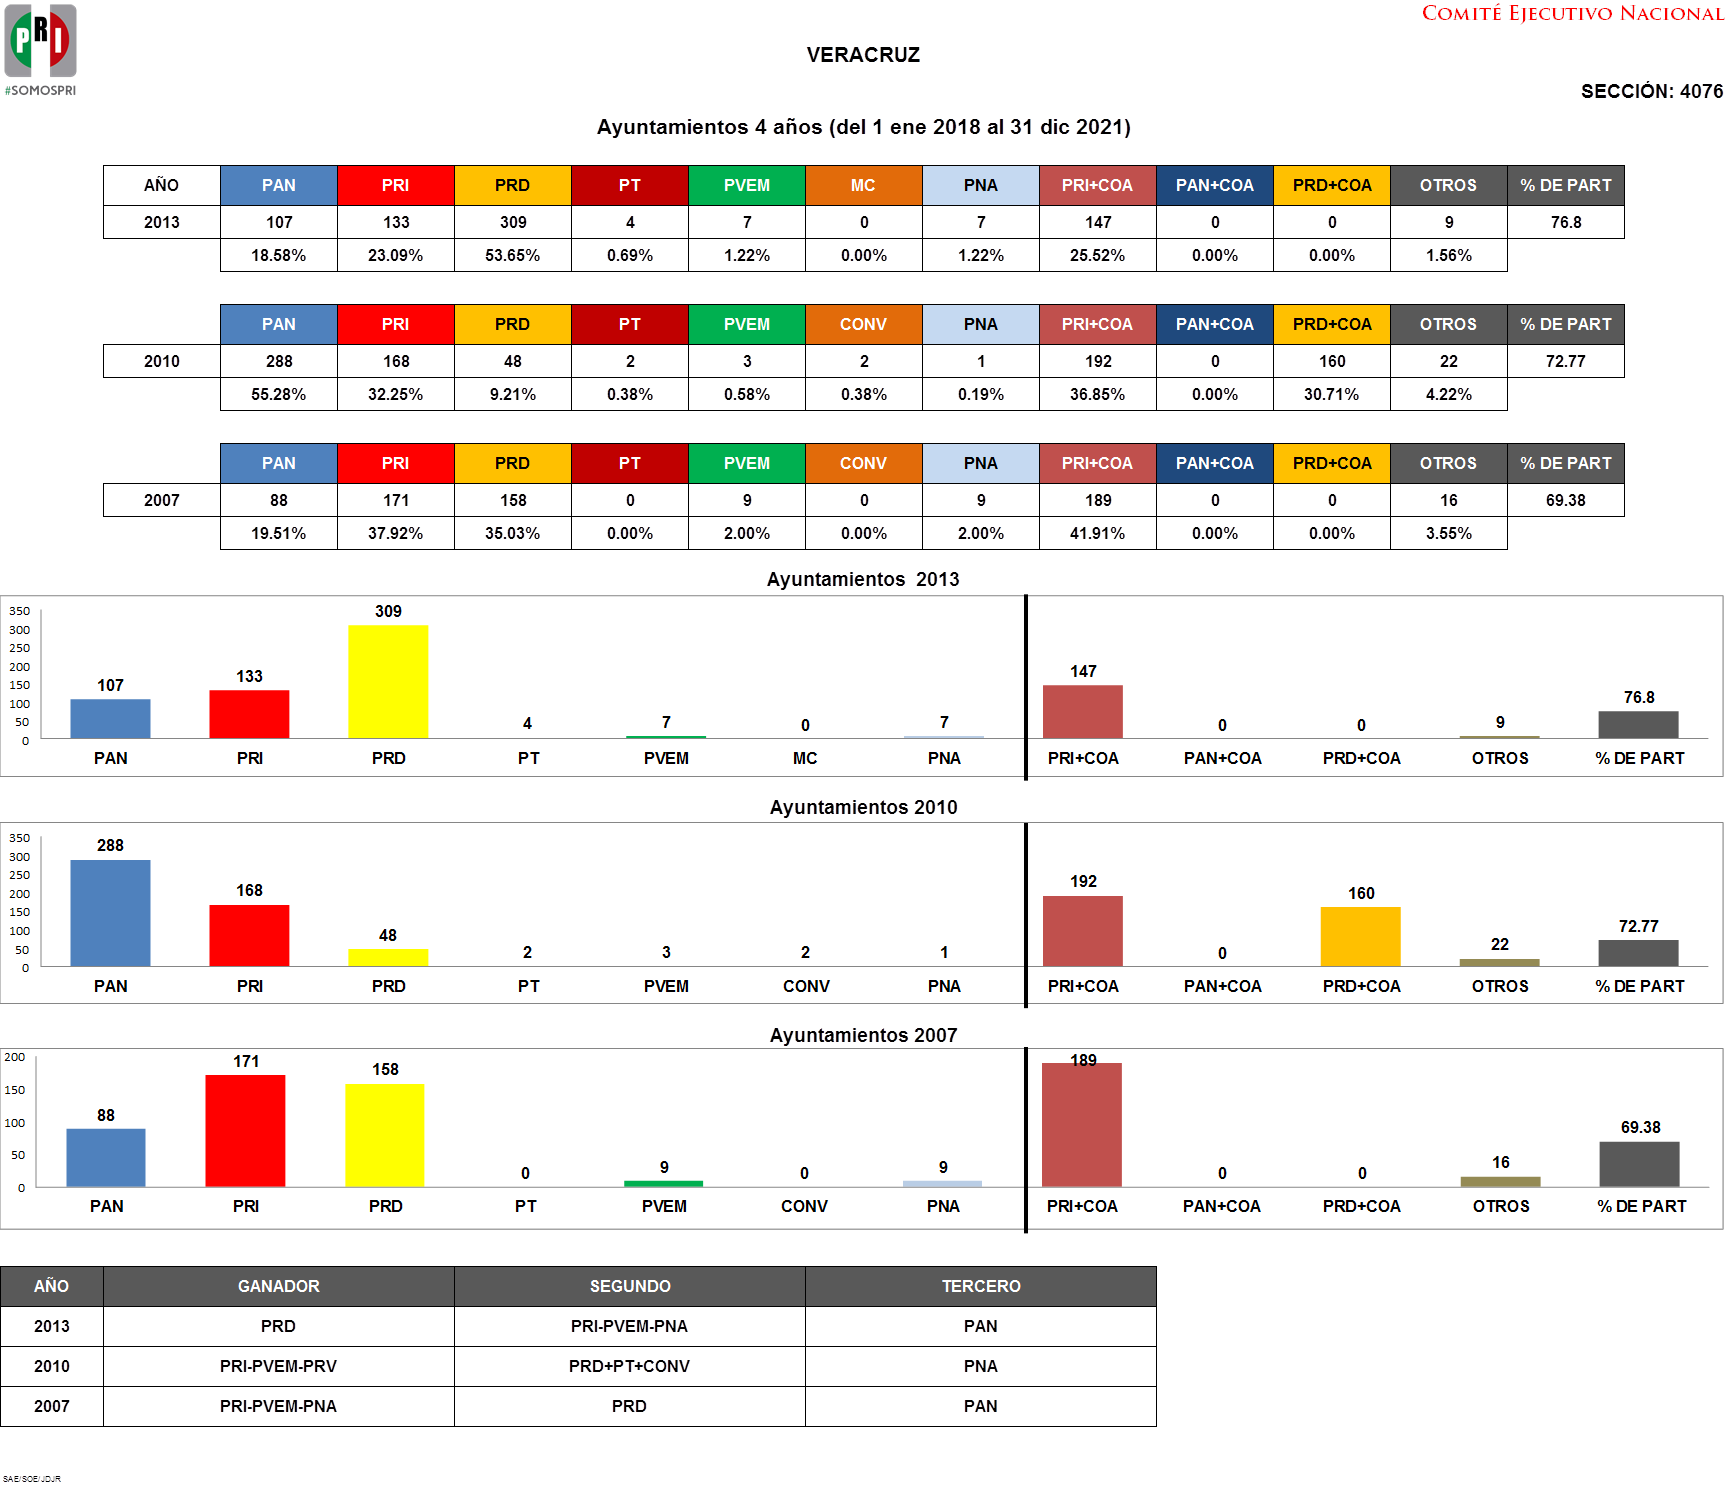 PRI
#SOMOSPRI
COMITÉ EJECUTIVO NACIONAL
VERACRUZ
SECCIÓN: 4076
Ayuntamientos 4 años (del 1 ene 2018 al 31 dic 2021)
AÑO PAN PRI PRD PT PVEM MC PNA PRI+COA PAN+COA PRD+COA OTROS % DE PART
2013 107 133 309 4 7 0 7 147 0 0 9 76.8
18.58% 23.09% 53.65% 0.69% 1.22% 0.00% 1.22% 25.52% 0.00% 0.00% 1.56%
PAN PRI PRD PT PVEM CONV PNA PRI+COA PAN+COA PRD+COA OTROS % DE PART
2010 288 168 48 2 3 2 1 192 0 160 22 72.77
55.28% 32.25% 9.21% 0.38% 0.58% 0.38% 0.19% 36.85% 0.00% 30.71% 4.22%
PAN PRI PRD PT PVEM CONV PNA PRI+COA PAN+COA PRD+COA OTROS % DE PART
2007 88 171 158 0 9 0 9 189 0 0 16 69.38
19.51% 37.92% 35.03% 0.00% 2.00% 0.00% 2.00% 41.91% 0.00% 0.00% 3.55%
Ayuntamientos 2013
350
300
250
200
150
100
50
0
107 133 309 4 7 0 7 147 0 0 9 76.8
PAN PRI PRD PT PVEM MC PNA PRI+COA PAN+COA PRD+COA OTROS % DE PART
Ayuntamientos 2010
350
300
250
200
150
100
50
0
288 168 48 2 3 2 1 192 0 160 22 72.77
PAN PRI PRD PT PVEM CONV PNA PRI+COA PAN+COA PRD+COA OTROS % DE PART
Ayuntamientos 2007
200
150
100
50
0
88 171 158 0 9 0 9 189 0 0 16 69.38
PAN PRI PRD PT PVEM CONV PNA PRI+COA PAN+COA PRD+COA OTROS % DE PART
AÑO GANADOR SEGUNDO TERCERO
2013 PRD PRI-PVEM-PNA PAN
2010 PRI-PVEM-PRV PRD+PT+CONV PNA
2007 PRI-PVEM-PNA PRD PAN
SAE/SOE/JDJR